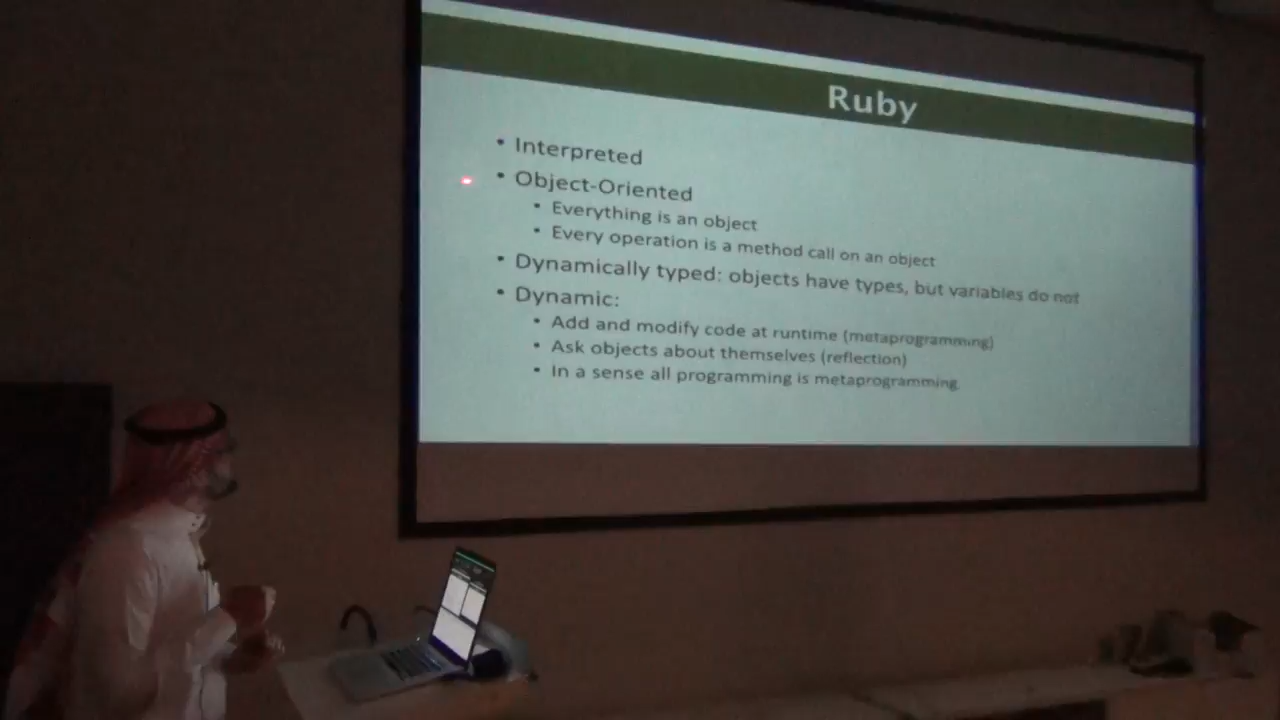 Ruby
• Interpreted
• Object-Oriented
• Everything is an object
• Every operation is a method call on an object
• Dynamically typed: objects have types, but variables do not
• Dynamic:
• Add and modify code at runtime (metaprogramming)
• Ask objects about themselves (reflection)
• In a sense all programming is metaprogramming